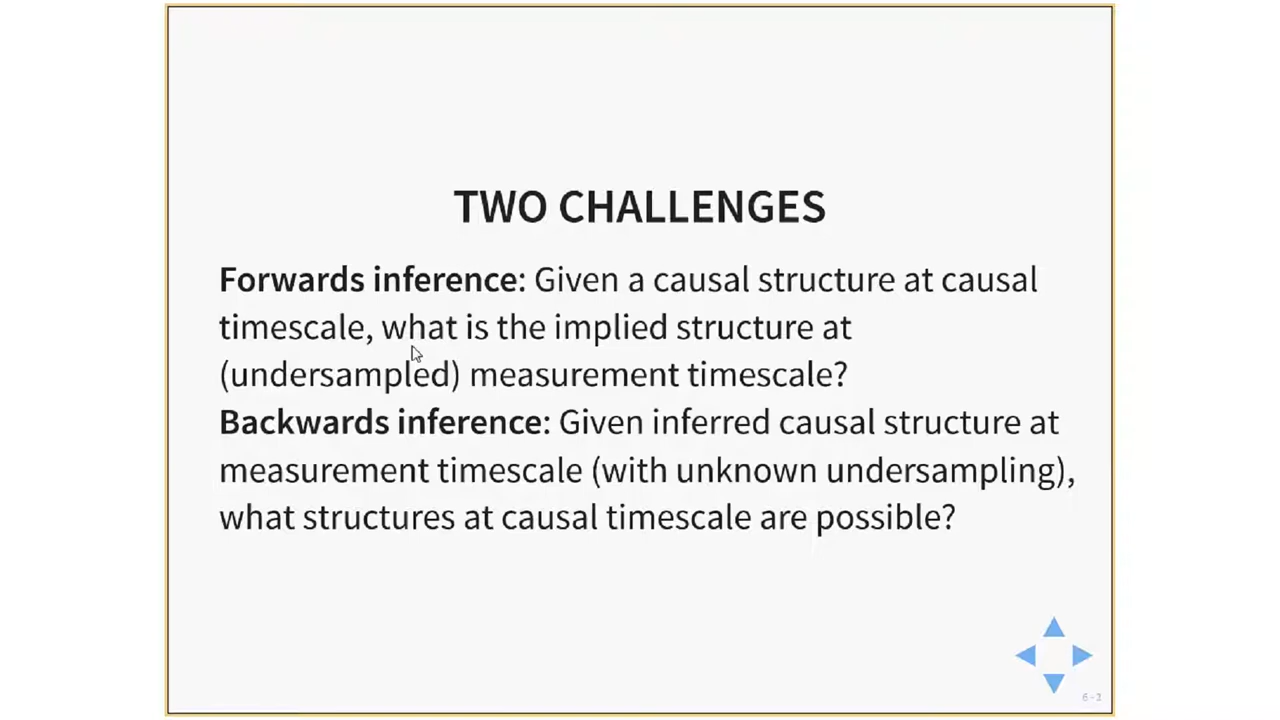 TWO CHALLENGES
Forwards inference: Given a causal structure at causal
timescale, what is the implied structure at
(undersampled) measurement timescale?
Backwards inference: Given inferred causal structure at
measurement timescale (with unknown undersampling),
what structures at causal timescale are possible?